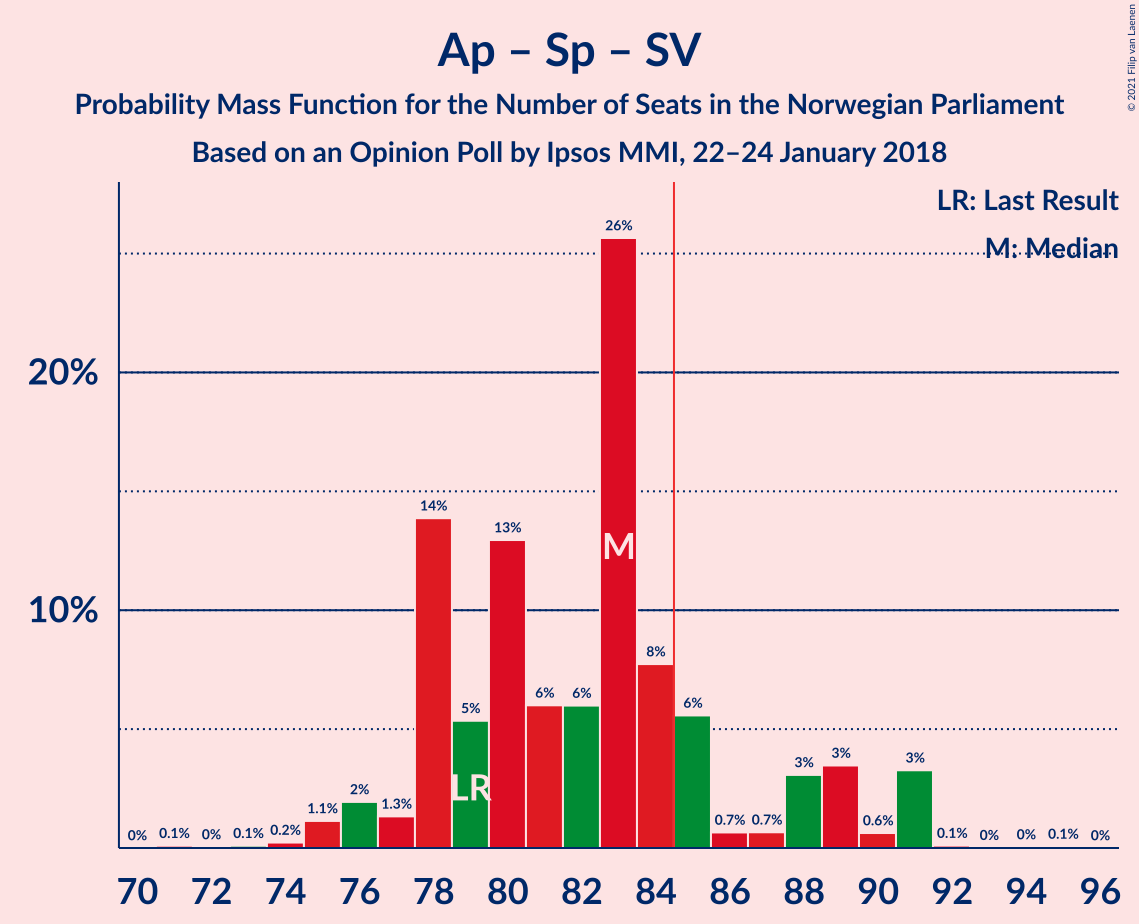 Ap – Sp – SV
Probability Mass Function for the Number of Seats in the Norwegian Parliament
Based on an Opinion Poll by Ipsos MMI, 22–24 January 2018
© 2021 Filip van Laenen
LR: Last Result
M: Median
20%
10%
0% 0.1% 0% 0.1% 0.2% 1.1% 2% 1.3% 14% 5% 13% 6% 6% 26% 8% 6% 0.7% 0.7% 3% 3% 0.6% 3% 0.1% 0% 0% 0.1% 0%
M
LR
70 72 74 76 78 80 82 84 86 88 90 92 94 96